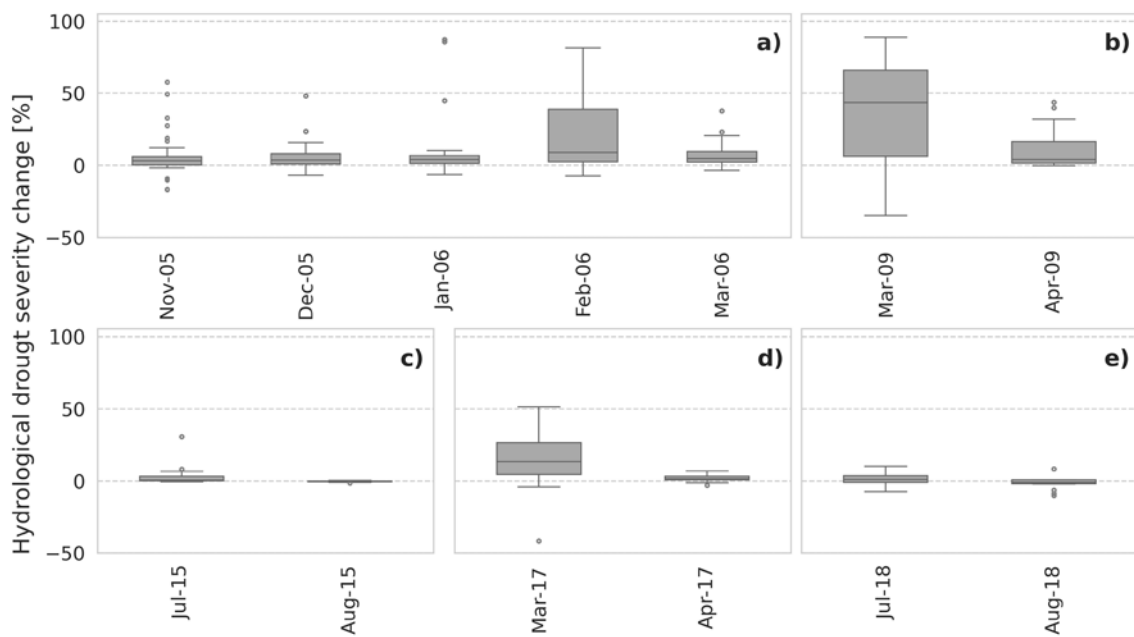 Hydrological drougt severity change [%]
100
50
0
−50
a)
b)
Nov-05
Dec-05
Jan-06
Feb-06
Mar-06
Mar-09
Apr-09
100
50
0
−50
c)
d)
e)
Jul-15
Aug-15
Mar-17
Apr-17
Jul-18
Aug-18